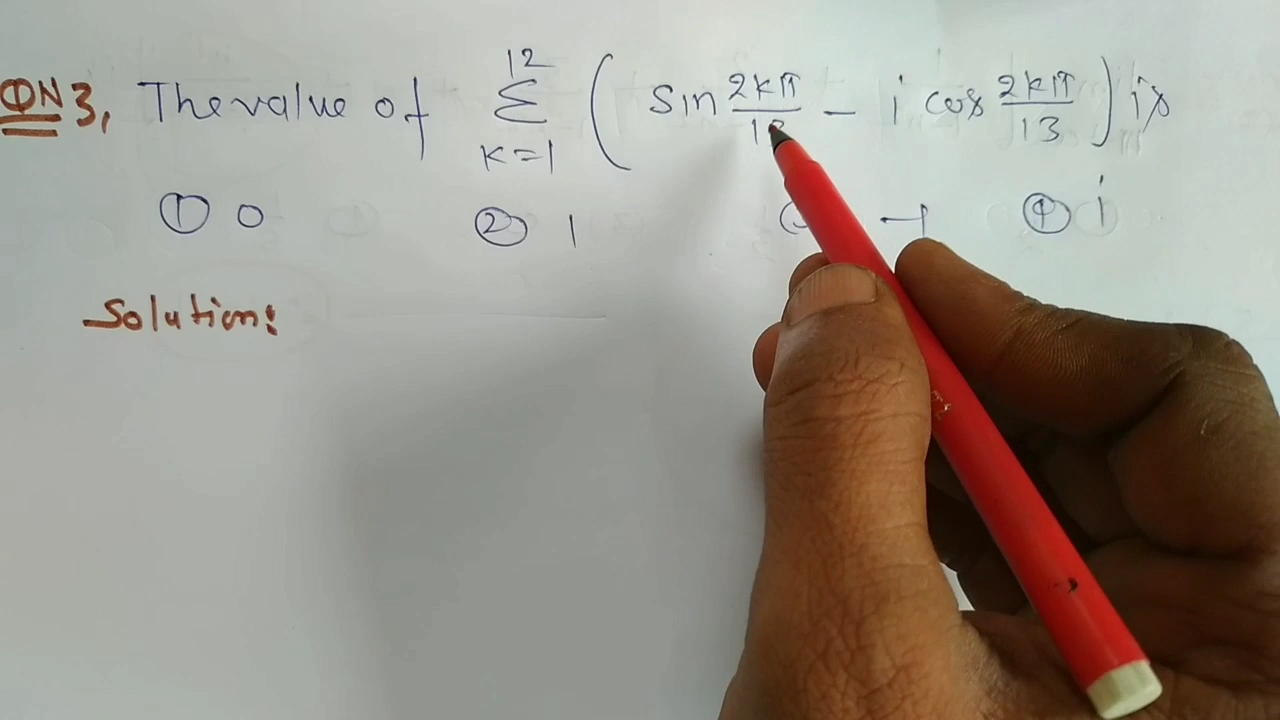 QN 3, The value of 12 Σ K=1 ( Sin 2kπ/13 - i cos 2kπ/13 ) is
① 0 ② 1 -1 ④ i
Solution: